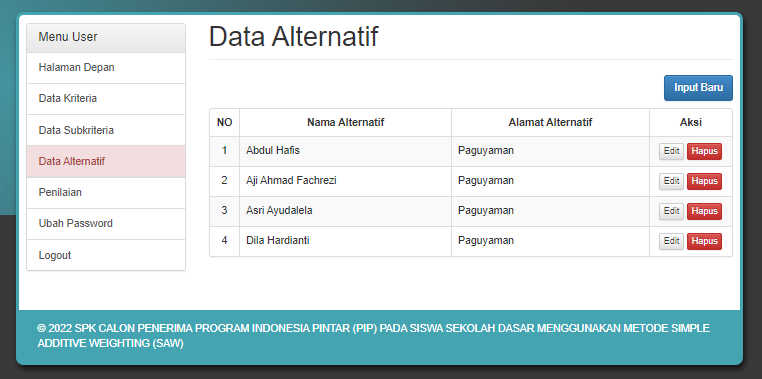 Menu User
Halaman Depan
Data Kriteria
Data Subkriteria
Data Alternatif
Penilaian
Ubah Password
Logout
Data Alternatif
Input Baru
NO Nama Alternatif Alamat Alternatif Aksi
1 Abdul Hafis Paguyaman Edit Hapus
2 Aji Ahmad Fachrezi Paguyaman Edit Hapus
3 Asri Ayudalela Paguyaman Edit Hapus
4 Dila Hardianti Paguyaman Edit Hapus
© 2022 SPK CALON PENERIMA PROGRAM INDONESIA PINTAR (PIP) PADA SISWA SEKOLAH DASAR MENGGUNAKAN METODE SIMPLE
ADDITIVE WEIGHTING (SAW)